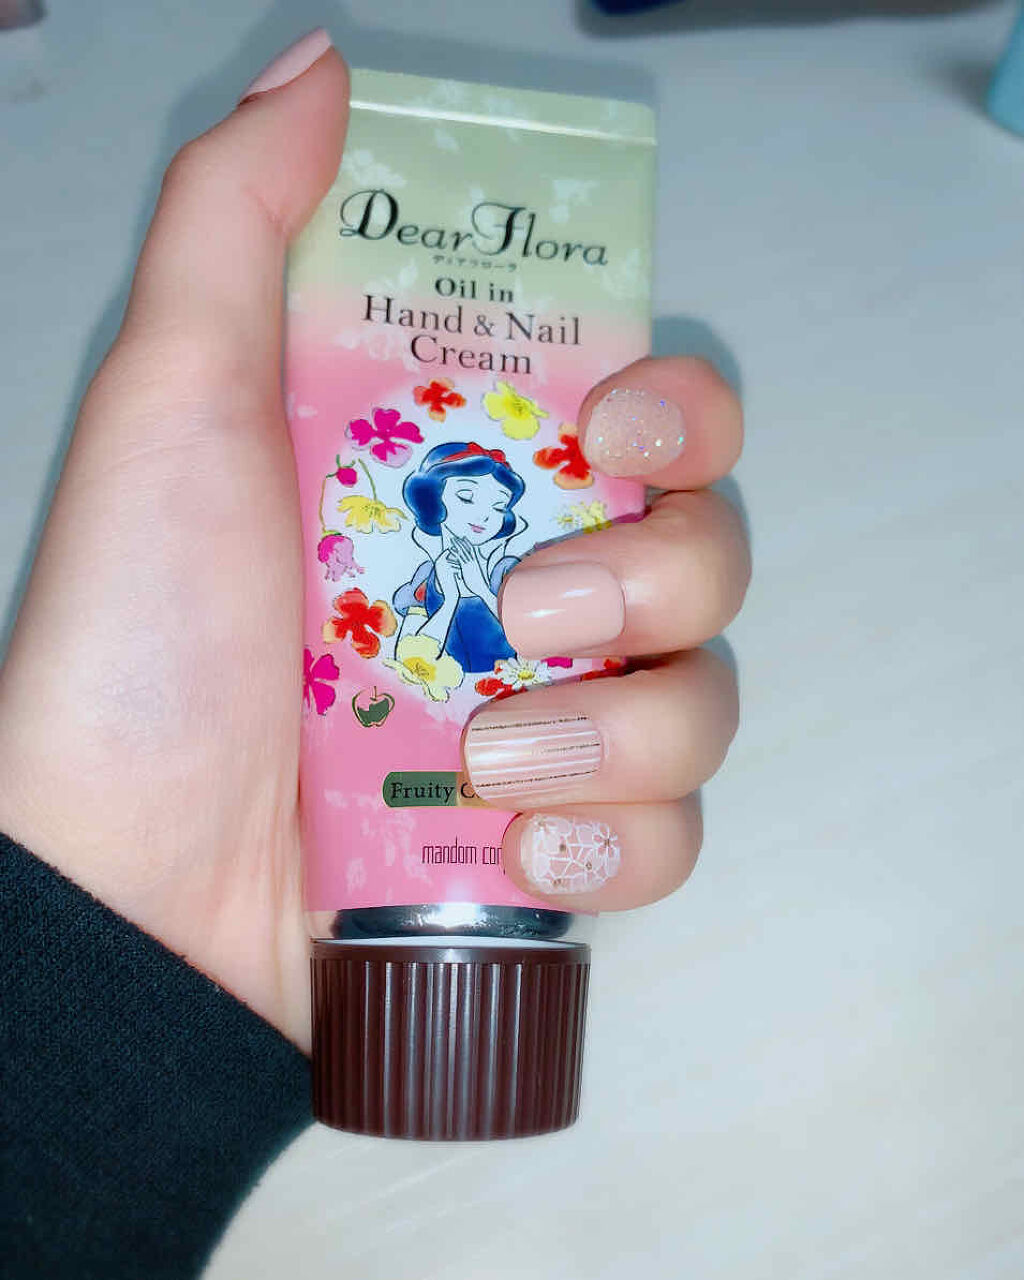 Dear Flora
ディアフローラ
Oil in
Hand & Nail
Cream
Fruity
mandom